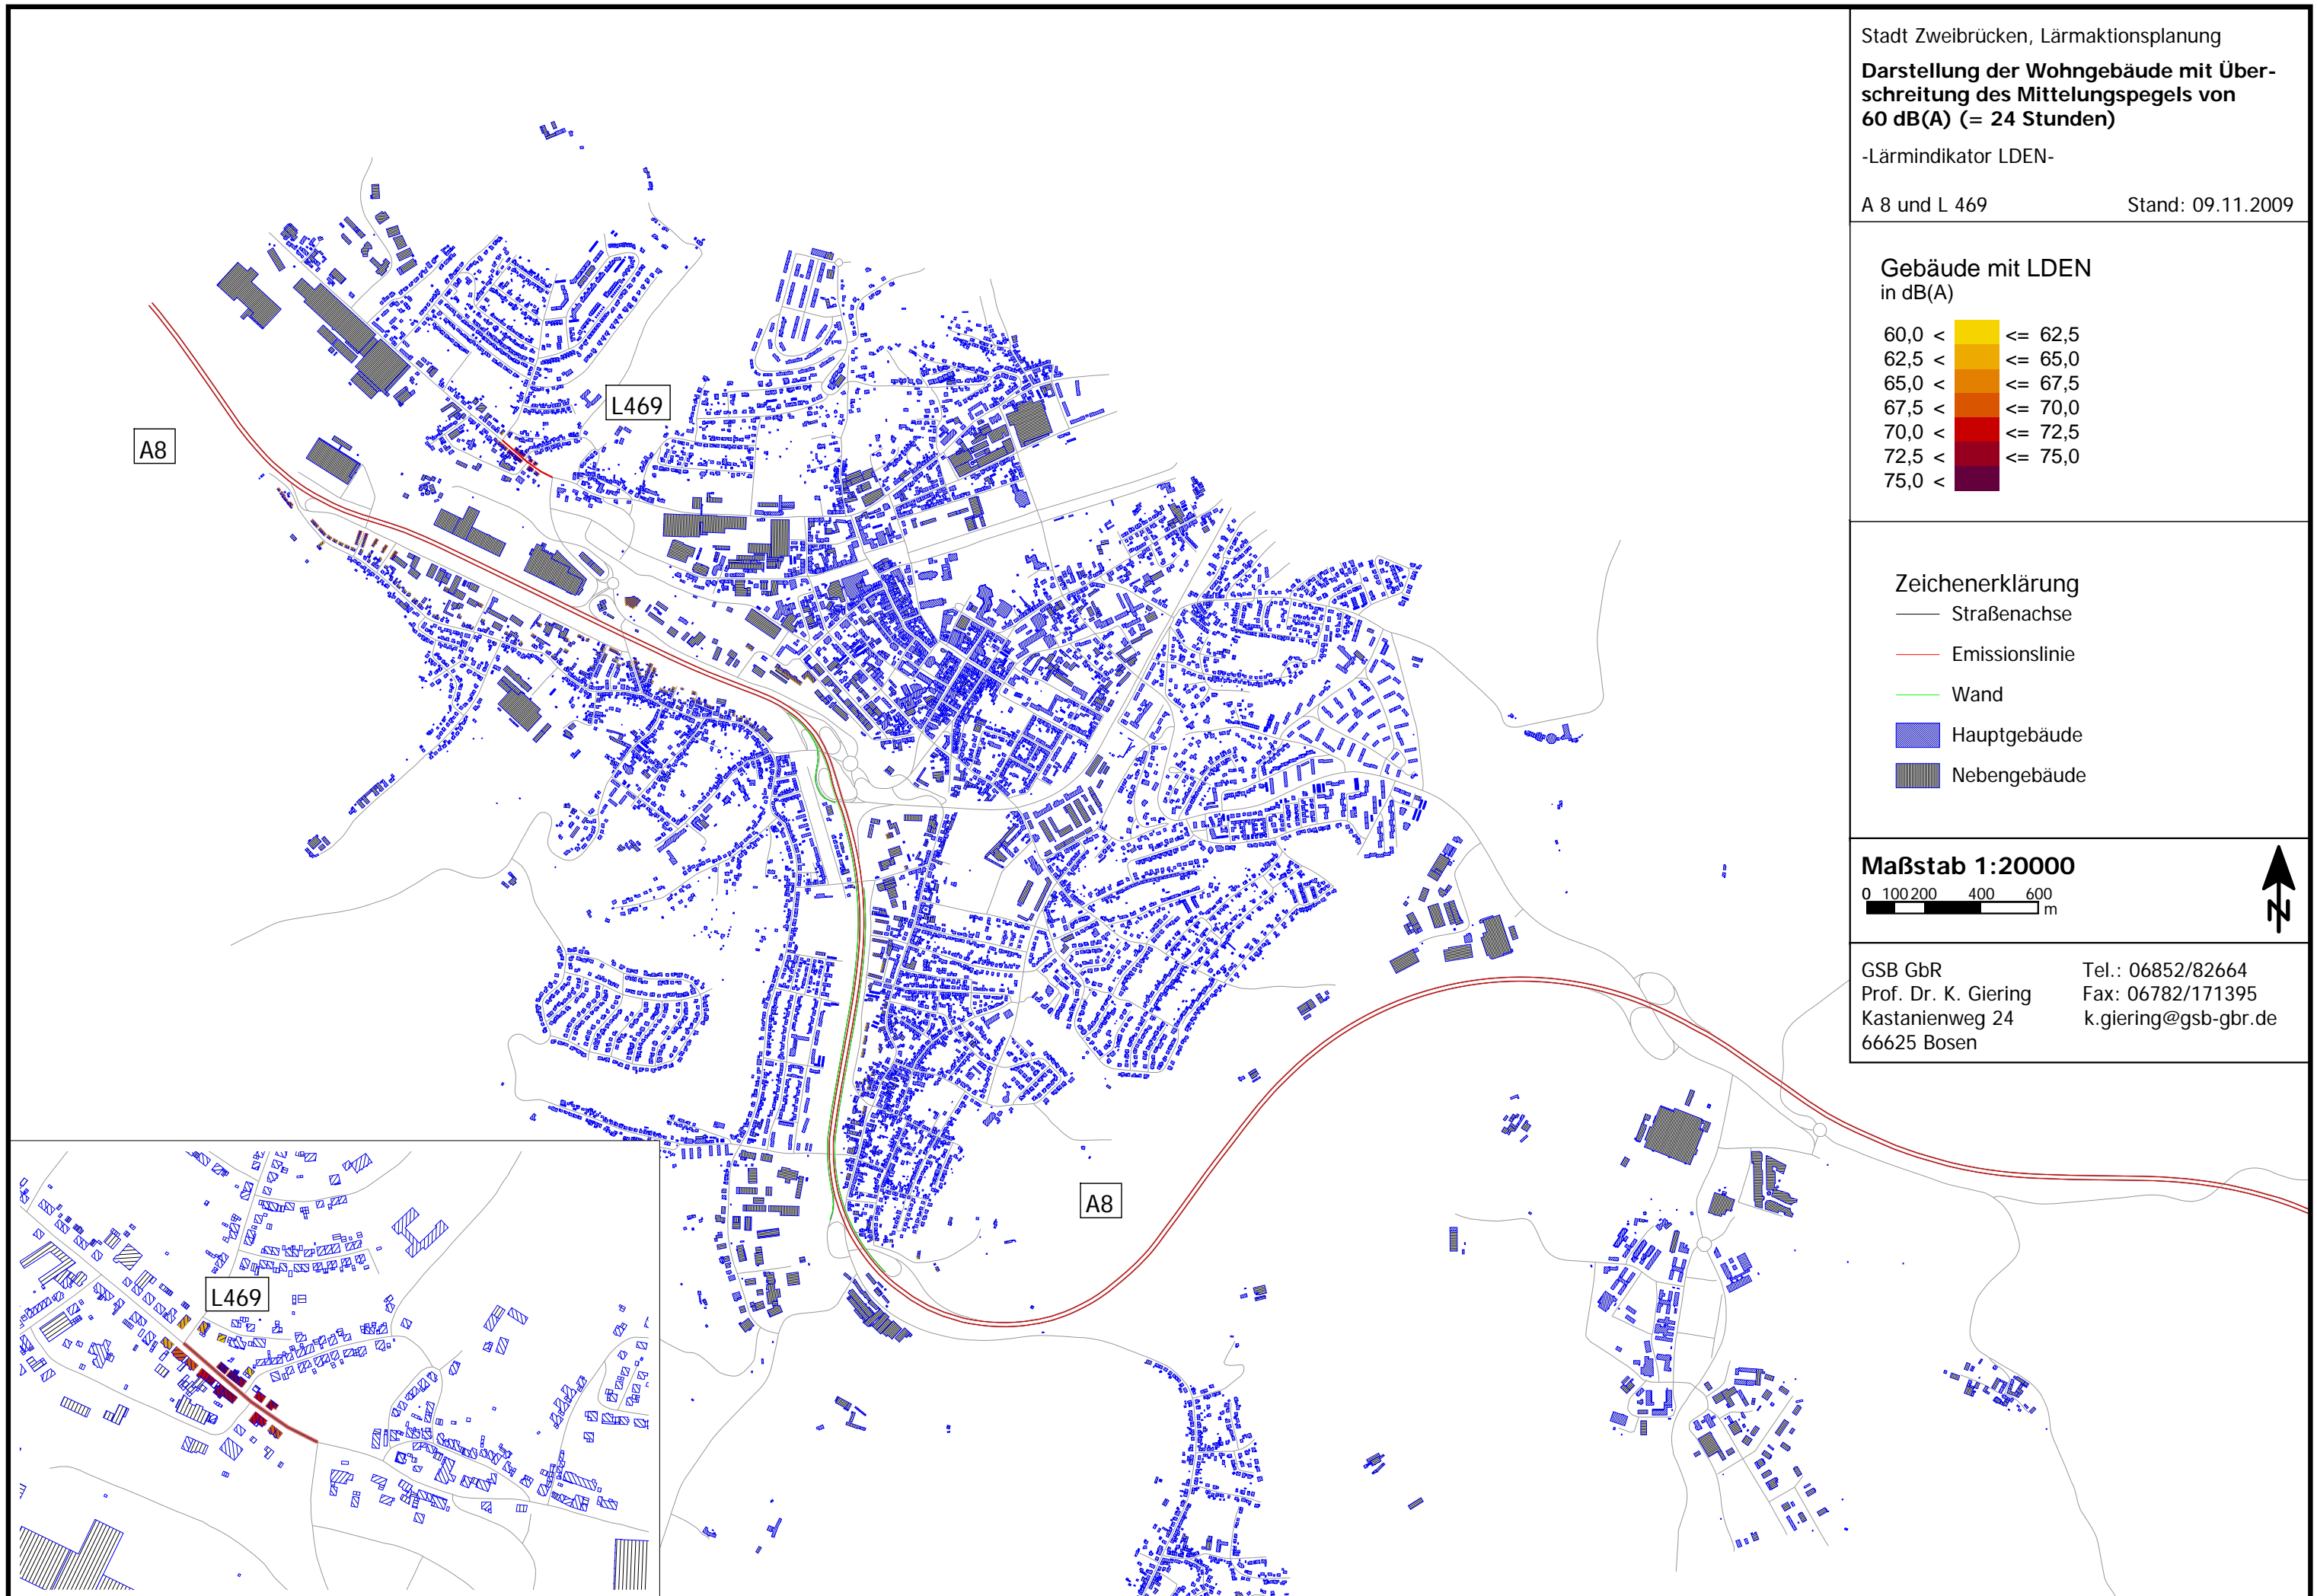 Stadt Zweibrücken, Lärmaktionsplanung
Darstellung der Wohngebäude mit Über-
schreitung des Mittelungspegels von
60 dB(A) (= 24 Stunden)
-Lärmindikator LDEN-
A 8 und L 469 Stand: 09.11.2009
Gebäude mit LDEN
in dB(A)
60,0 < <= 62,5
62,5 < <= 65,0
65,0 < <= 67,5
67,5 < <= 70,0
70,0 < <= 72,5
72,5 < <= 75,0
75,0 <
Zeichenerklärung
Straßenachse
Emissionslinie
Wand
Hauptgebäude
Nebengebäude
Maßstab 1:20000
0 100 200 400 600
m
N
GSB GbR Tel.: 06852/82664
Prof. Dr. K. Giering Fax: 06782/171395
Kastanienweg 24 k.giering@gsb-gbr.de
66625 Bosen
L469
A8
A8
L469